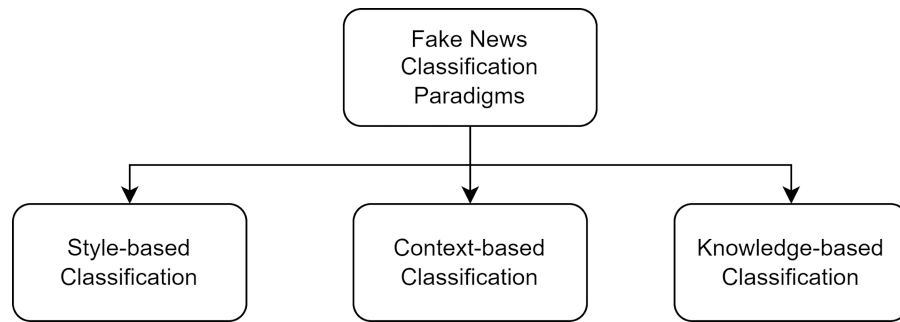 Fake News
Classification
Paradigms
Style-based
Classification
Context-based
Classification
Knowledge-based
Classification